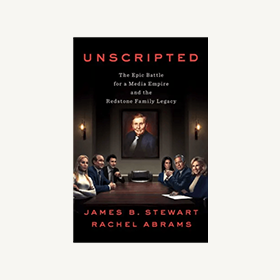 UNSCRIPTED
The Epic Battle
for a Media Empire
and the
Redstone Family Legacy
JAMES B. STEWART
RACHEL ABRAMS